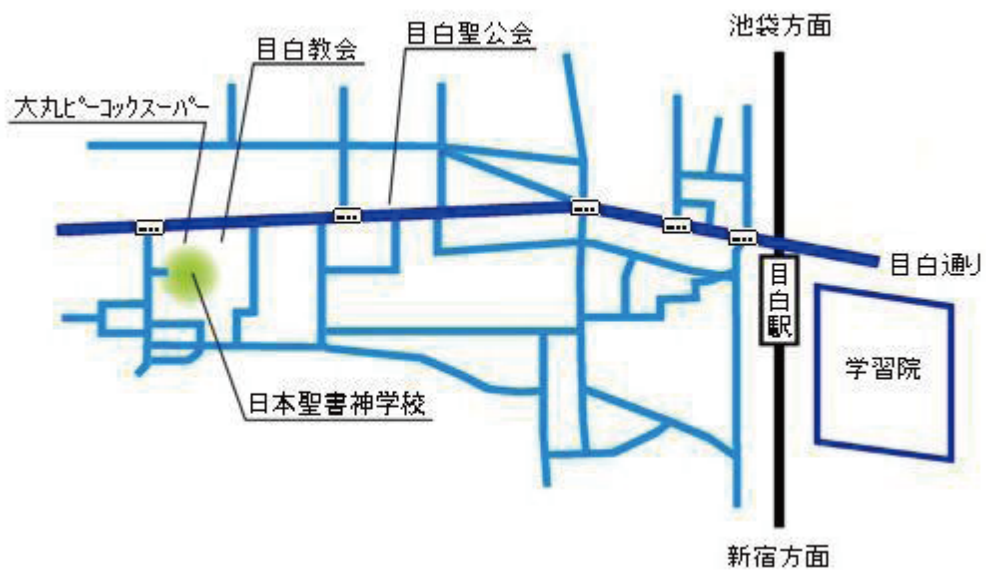 池袋方面
目白聖公会
目白教会
大丸ピーコックスーパー
目白通り
目白駅
学習院
日本聖書神学校
新宿方面